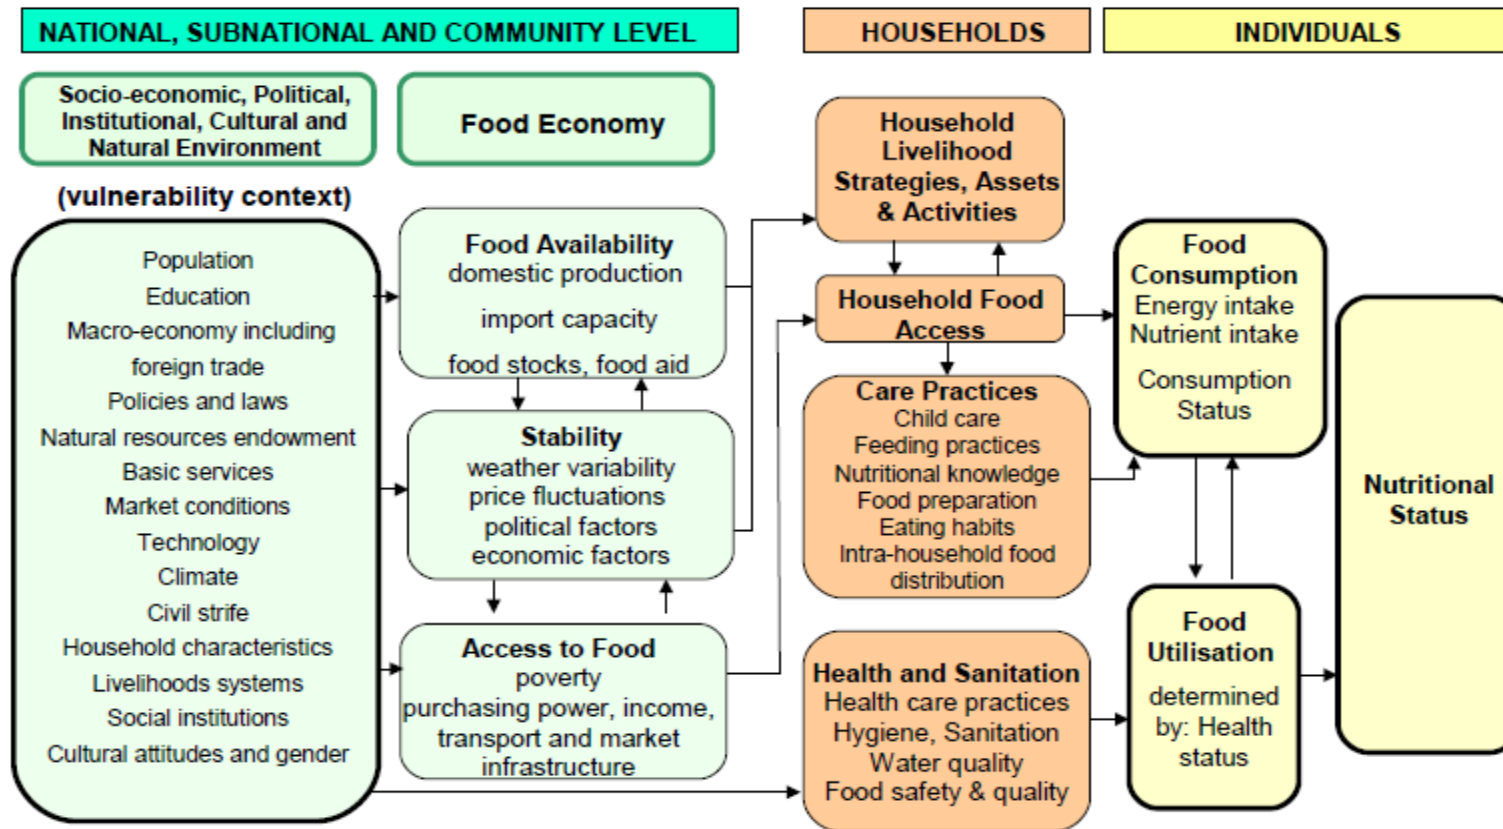 NATIONAL, SUBNATIONAL AND COMMUNITY LEVEL
HOUSEHOLDS
INDIVIDUALS
Socio-economic, Political,
Institutional, Cultural and
Natural Environment
Food Economy
(vulnerability context)
Population
Education
Macro-economy including
foreign trade
Policies and laws
Natural resources endowment
Basic services
Market conditions
Technology
Climate
Civil strife
Household characteristics
Livelihoods systems
Social institutions
Cultural attitudes and gender
Food Availability
domestic production
import capacity
food stocks, food aid
Stability
weather variability
price fluctuations
political factors
economic factors
Access to Food
poverty
purchasing power, income,
transport and market
infrastructure
Household
Livelihood
Strategies, Assets
& Activities
Household Food
Access
Care Practices
Child care
Feeding practices
Nutritional knowledge
Food preparation
Eating habits
Intra-household food
distribution
Health and Sanitation
Health care practices
Hygiene, Sanitation
Water quality
Food safety & quality
Food
Consumption
Energy intake
Nutrient intake
Consumption
Status
Food
Utilisation
determined
by: Health
status
Nutritional
Status